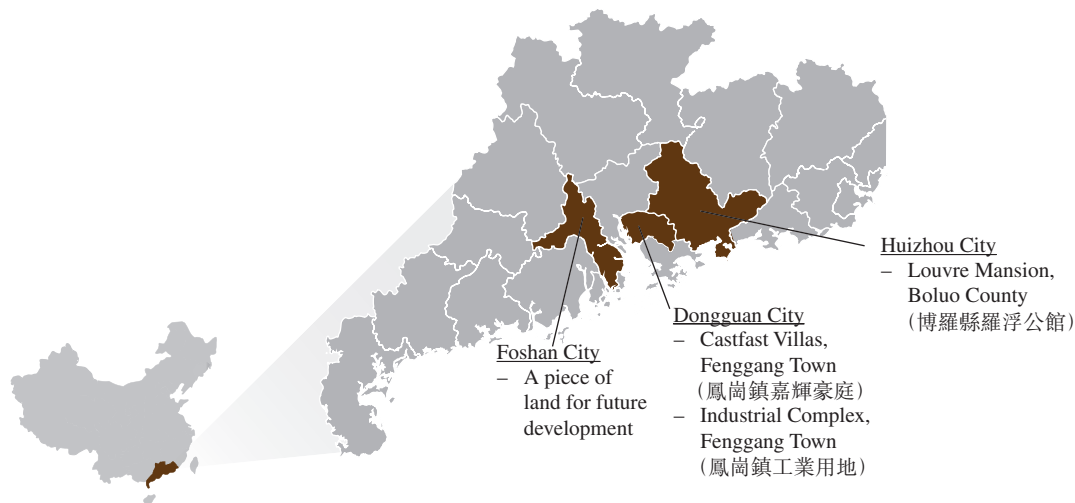 Foshan City
– A piece of
land for future
development
Dongguan City
– Castfast Villas,
Fenggang Town
(鳳崗鎮嘉輝豪庭)
– Industrial Complex,
Fenggang Town
(鳳崗鎮工業用地)
Huizhou City
– Louvre Mansion,
Boluo County
(博羅縣羅浮公館)